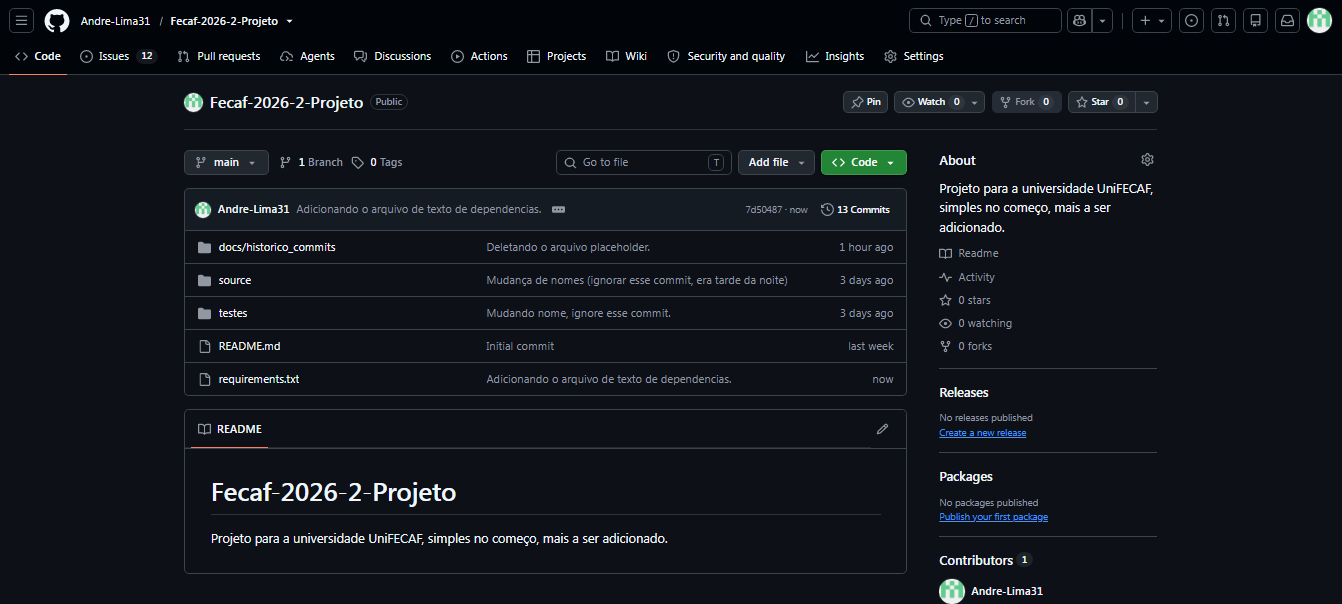 Andre-Lima31 / Fecaf-2026-2-Projeto
Type / to search
Code
Issues 12
Pull requests
Agents
Discussions
Actions
Projects
Wiki
Security and quality
Insights
Settings
Fecaf-2026-2-Projeto Public
Pin
Watch 0
Fork 0
Star 0
main
1 Branch
0 Tags
Go to file T
Add file
Code
Andre-Lima31 Adicionando o arquivo de texto de dependencias. 7d50487 · now 13 Commits
docs/historico_commits Deletando o arquivo placeholder. 1 hour ago
source Mudança de nomes (ignorar esse commit, era tarde da noite) 3 days ago
testes Mudando nome, ignore esse commit. 3 days ago
README.md Initial commit last week
requirements.txt Adicionando o arquivo de texto de dependencias. now
README
Fecaf-2026-2-Projeto
Projeto para a universidade UniFECAF, simples no começo, mais a ser adicionado.
About
Projeto para a universidade UniFECAF,
simples no começo, mais a ser
adicionado.
Readme
Activity
0 stars
0 watching
0 forks
Releases
No releases published
Create a new release
Packages
No packages published
Publish your first package
Contributors 1
Andre-Lima31